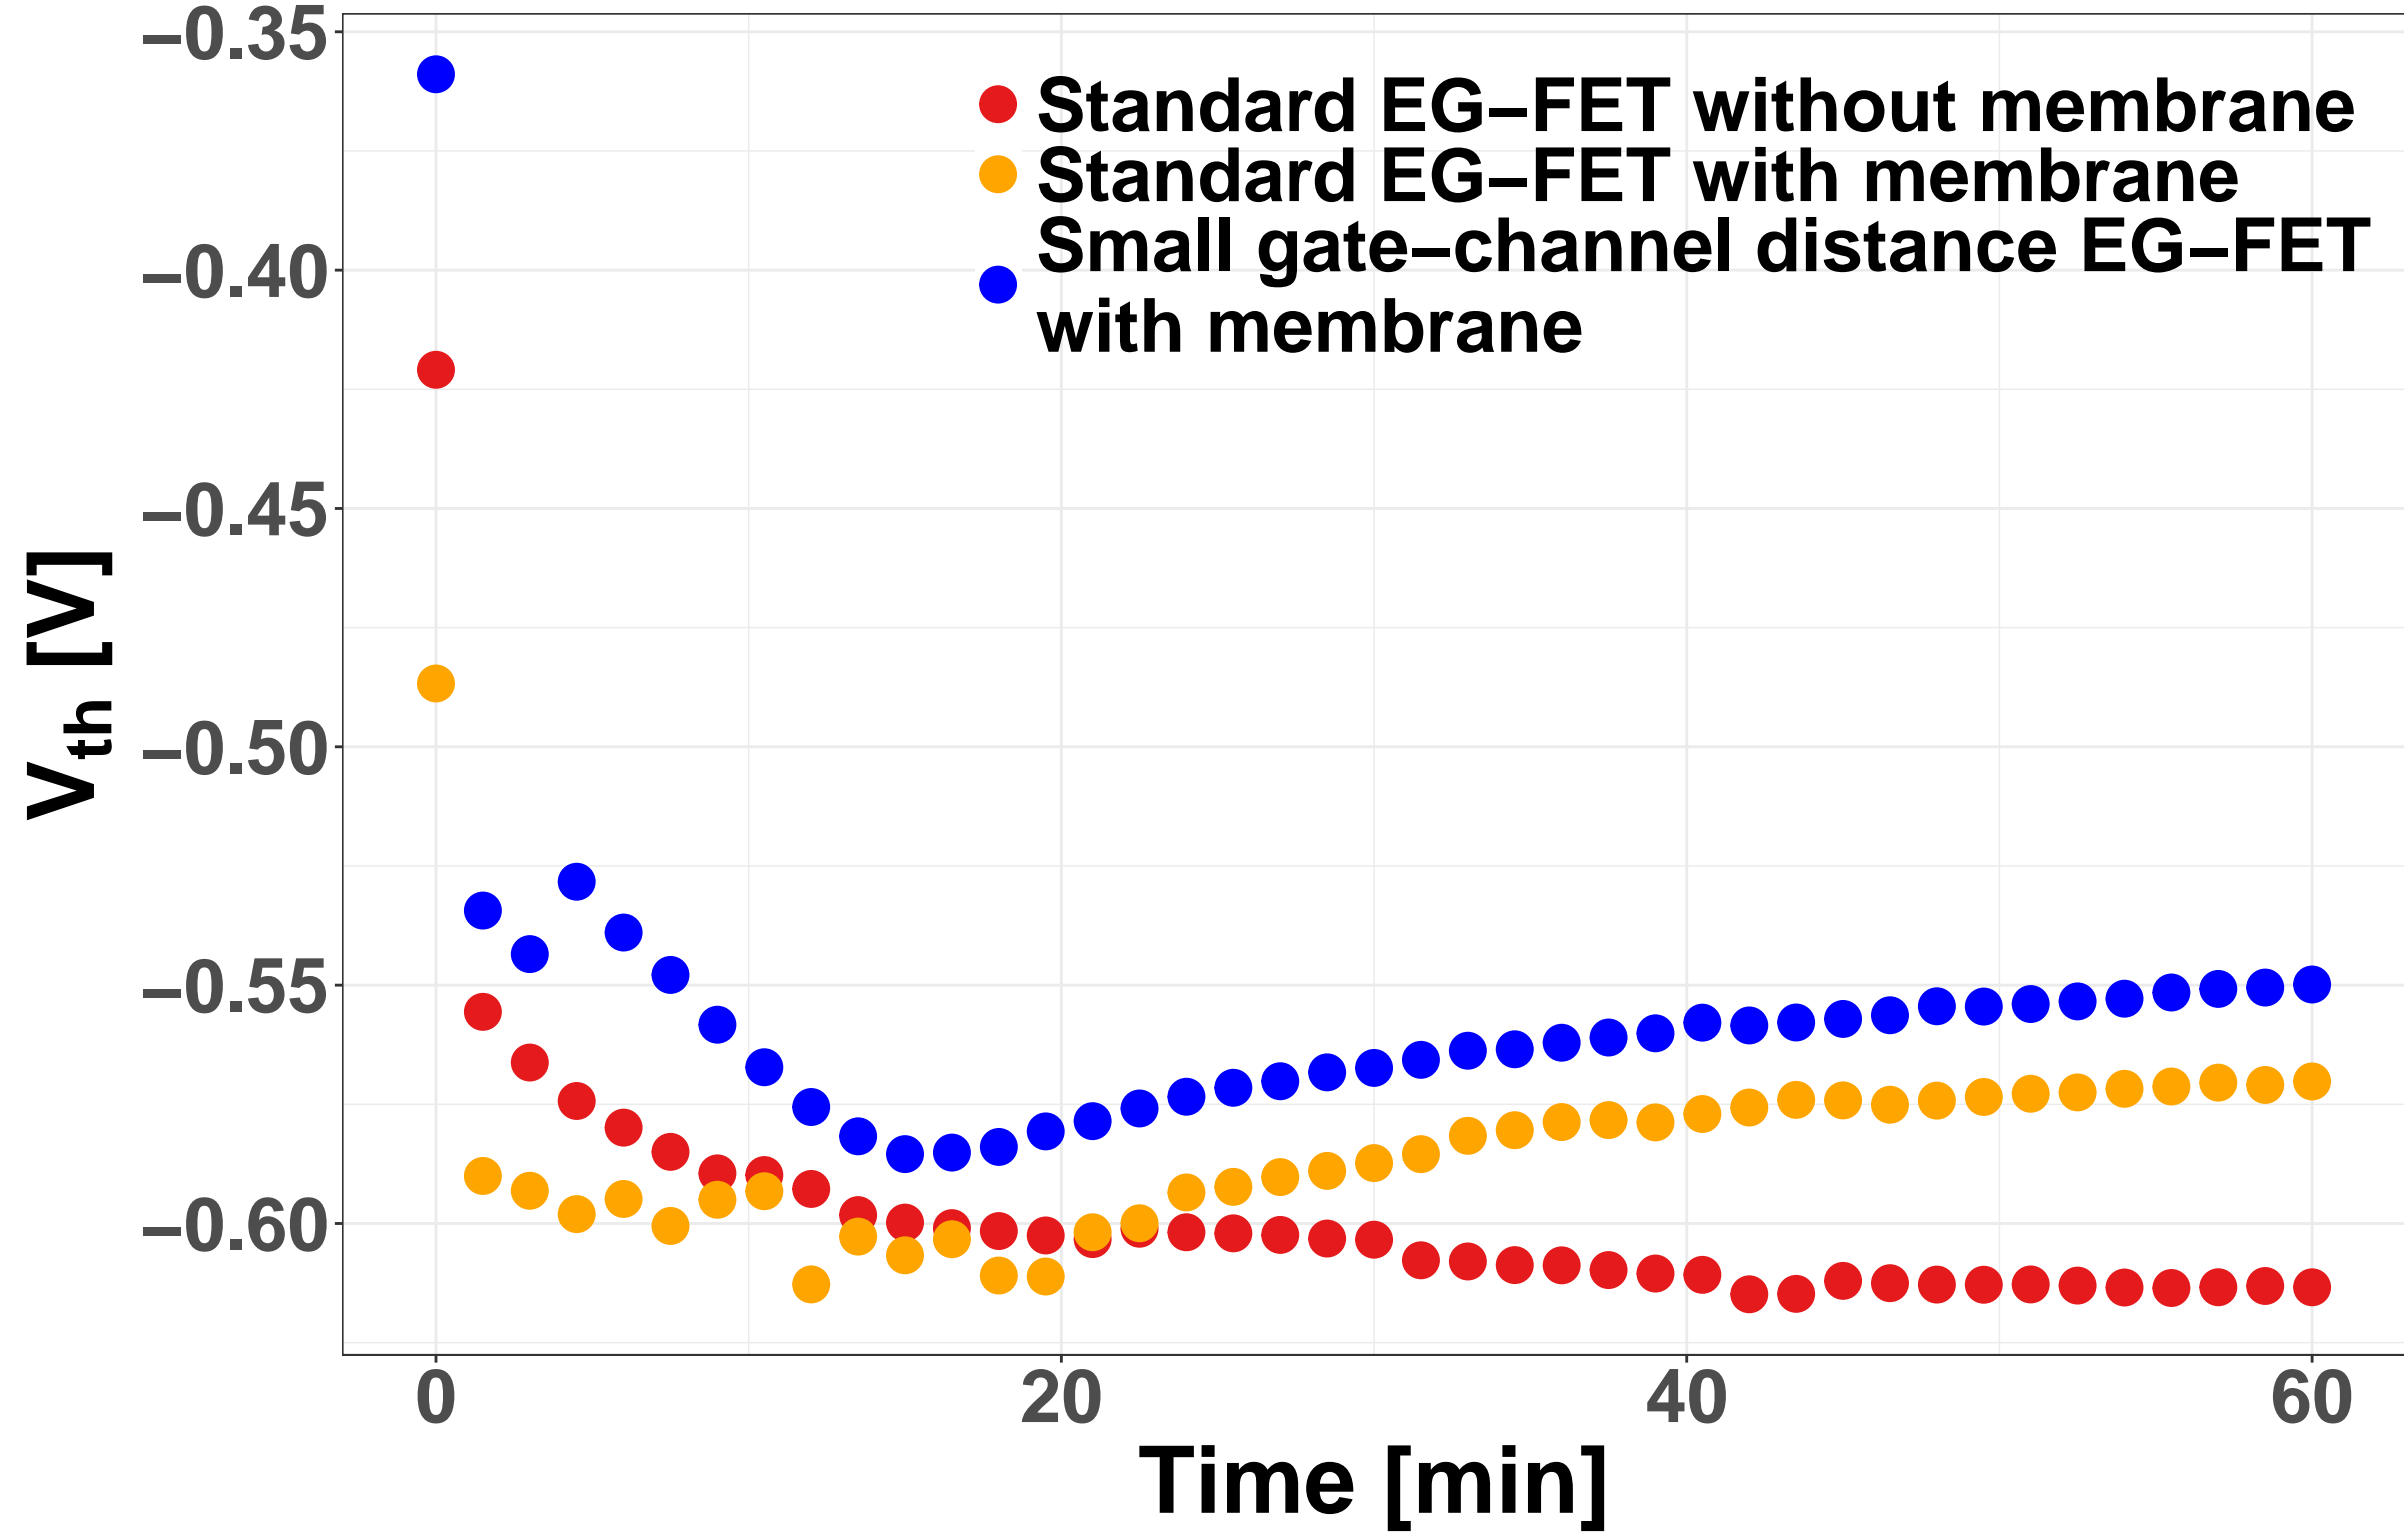 −0.35
−0.40
−0.45
−0.50
−0.55
−0.60
Vth [V]
Standard EG−FET without membrane
Standard EG−FET with membrane
Small gate−channel distance EG−FET
with membrane
0 20 40 60
Time [min]